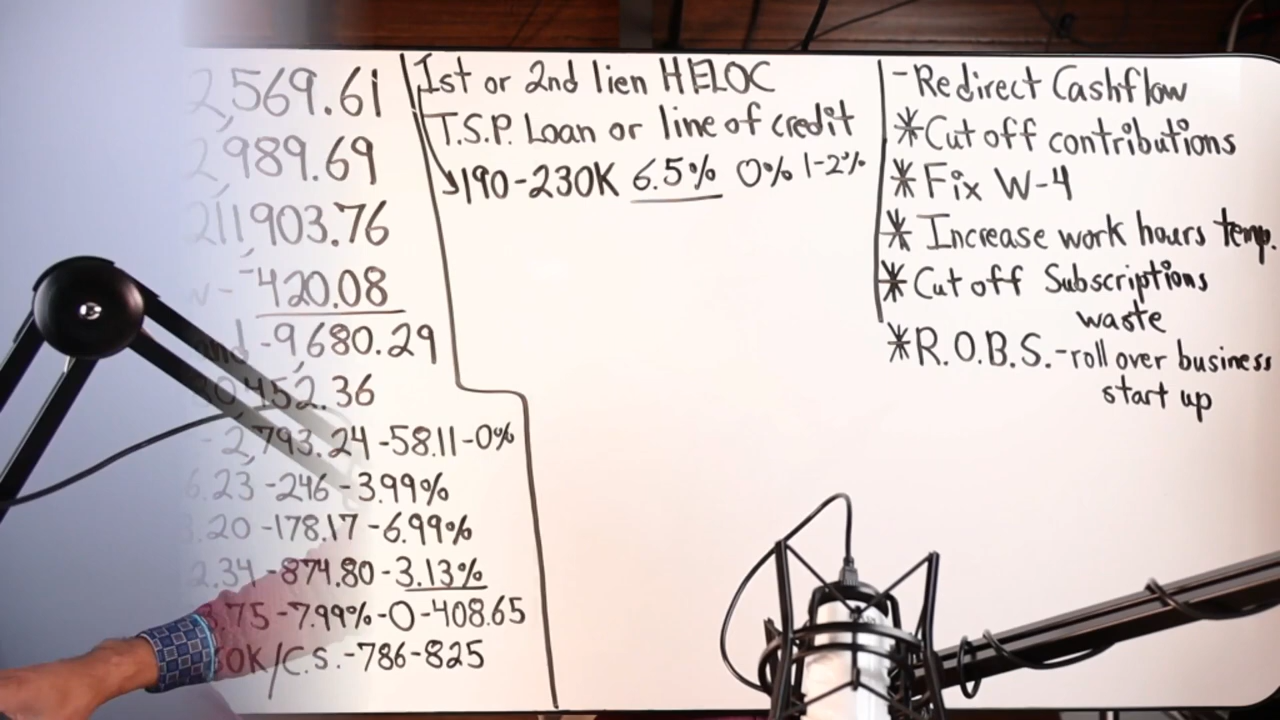 2,569.61
2,989.69
211,903.76
-420.08
-9,680.29
452.36
-2,793.24-58.11-0%
6.23-246-3.99%
.20-178.17-6.99%
2.34-874.80-3.13%
.75-7.99%-0-408.65
0K/C.S.-786-825
1st or 2nd lien HELOC
T.S.P. Loan or line of credit
190-230K 6.5% 0% 1-2%
-Redirect Cashflow
*Cut off contributions
*Fix W-4
* Increase work hours temp.
*Cut off Subscriptions
waste
*R.O.B.S.-roll over business
start up